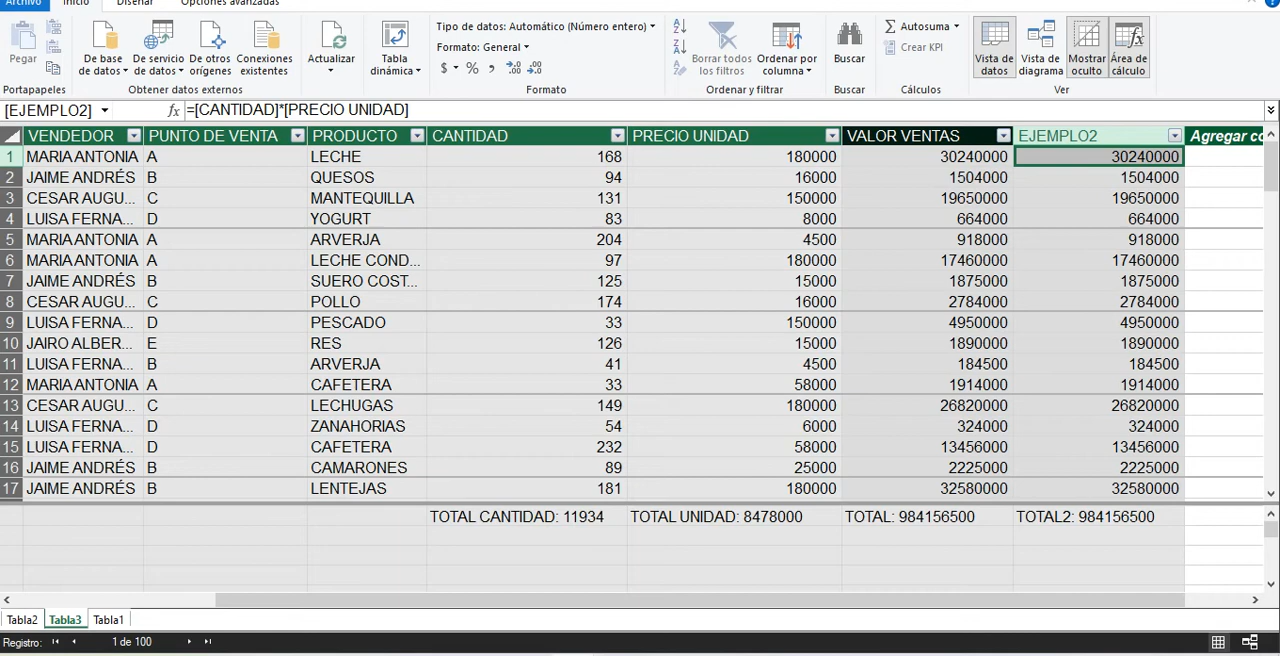 Archivo Inicio Diseñar Opciones avanzadas
Pegar
De base de datos
De servicio de datos
De otros orígenes
Conexiones existentes
Actualizar
Tabla dinámica
Tipo de datos: Automático (Número entero)
Formato: General
$ % ,
Borrar todos los filtros
Ordenar por columna
Buscar
Autosuma
Crear KPI
Vista de datos
Vista de diagrama
Mostrar oculto
Área de cálculo
Portapapeles Obtener datos externos Formato Ordenar y filtrar Buscar Cálculos Ver
[EJEMPLO2] fx =[CANTIDAD]*[PRECIO UNIDAD]
VENDEDOR PUNTO DE VENTA PRODUCTO CANTIDAD PRECIO UNIDAD VALOR VENTAS EJEMPLO2 Agregar co
1 MARIA ANTONIA A LECHE 168 180000 30240000 30240000
2 JAIME ANDRÉS B QUESOS 94 16000 1504000 1504000
3 CESAR AUGU... C MANTEQUILLA 131 150000 19650000 19650000
4 LUISA FERNA... D YOGURT 83 8000 664000 664000
5 MARIA ANTONIA A ARVERJA 204 4500 918000 918000
6 MARIA ANTONIA A LECHE COND... 97 180000 17460000 17460000
7 JAIME ANDRÉS B SUERO COST... 125 15000 1875000 1875000
8 CESAR AUGU... C POLLO 174 16000 2784000 2784000
9 LUISA FERNA... D PESCADO 33 150000 4950000 4950000
10 JAIRO ALBER... E RES 126 15000 1890000 1890000
11 LUISA FERNA... B ARVERJA 41 4500 184500 184500
12 MARIA ANTONIA A CAFETERA 33 58000 1914000 1914000
13 CESAR AUGU... C LECHUGAS 149 180000 26820000 26820000
14 LUISA FERNA... D ZANAHORIAS 54 6000 324000 324000
15 LUISA FERNA... D CAFETERA 232 58000 13456000 13456000
16 JAIME ANDRÉS B CAMARONES 89 25000 2225000 2225000
17 JAIME ANDRÉS B LENTEJAS 181 180000 32580000 32580000
TOTAL CANTIDAD: 11934 TOTAL UNIDAD: 8478000 TOTAL: 984156500 TOTAL2: 984156500
Tabla2 Tabla3 Tabla1
Registro: 1 de 100